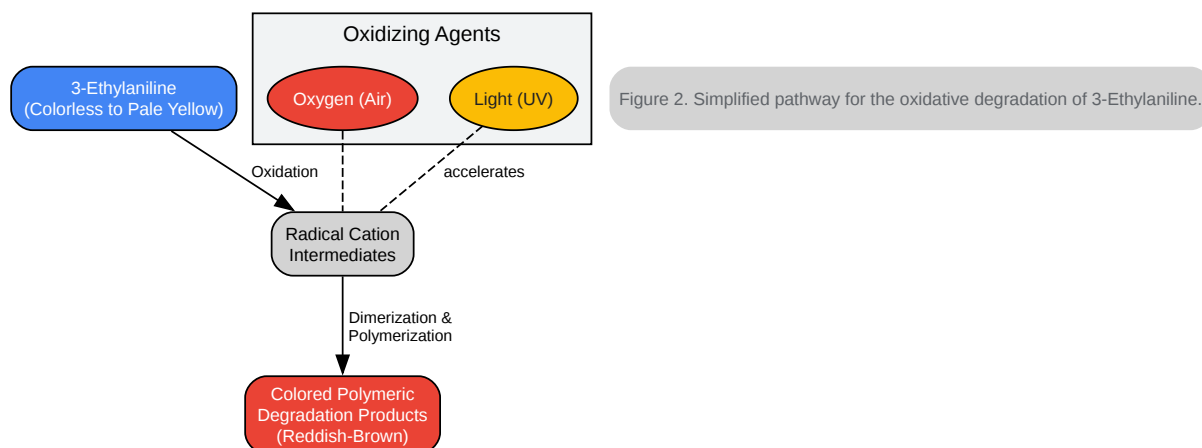 Oxidizing Agents
3-Ethylaniline
(Colorless to Pale Yellow)
Oxygen (Air)
Light (UV)
Figure 2. Simplified pathway for the oxidative degradation of 3-Ethylaniline.
Oxidation
accelerates
Radical Cation
Intermediates
Dimerization &
Polymerization
Colored Polymeric
Degradation Products
(Reddish-Brown)